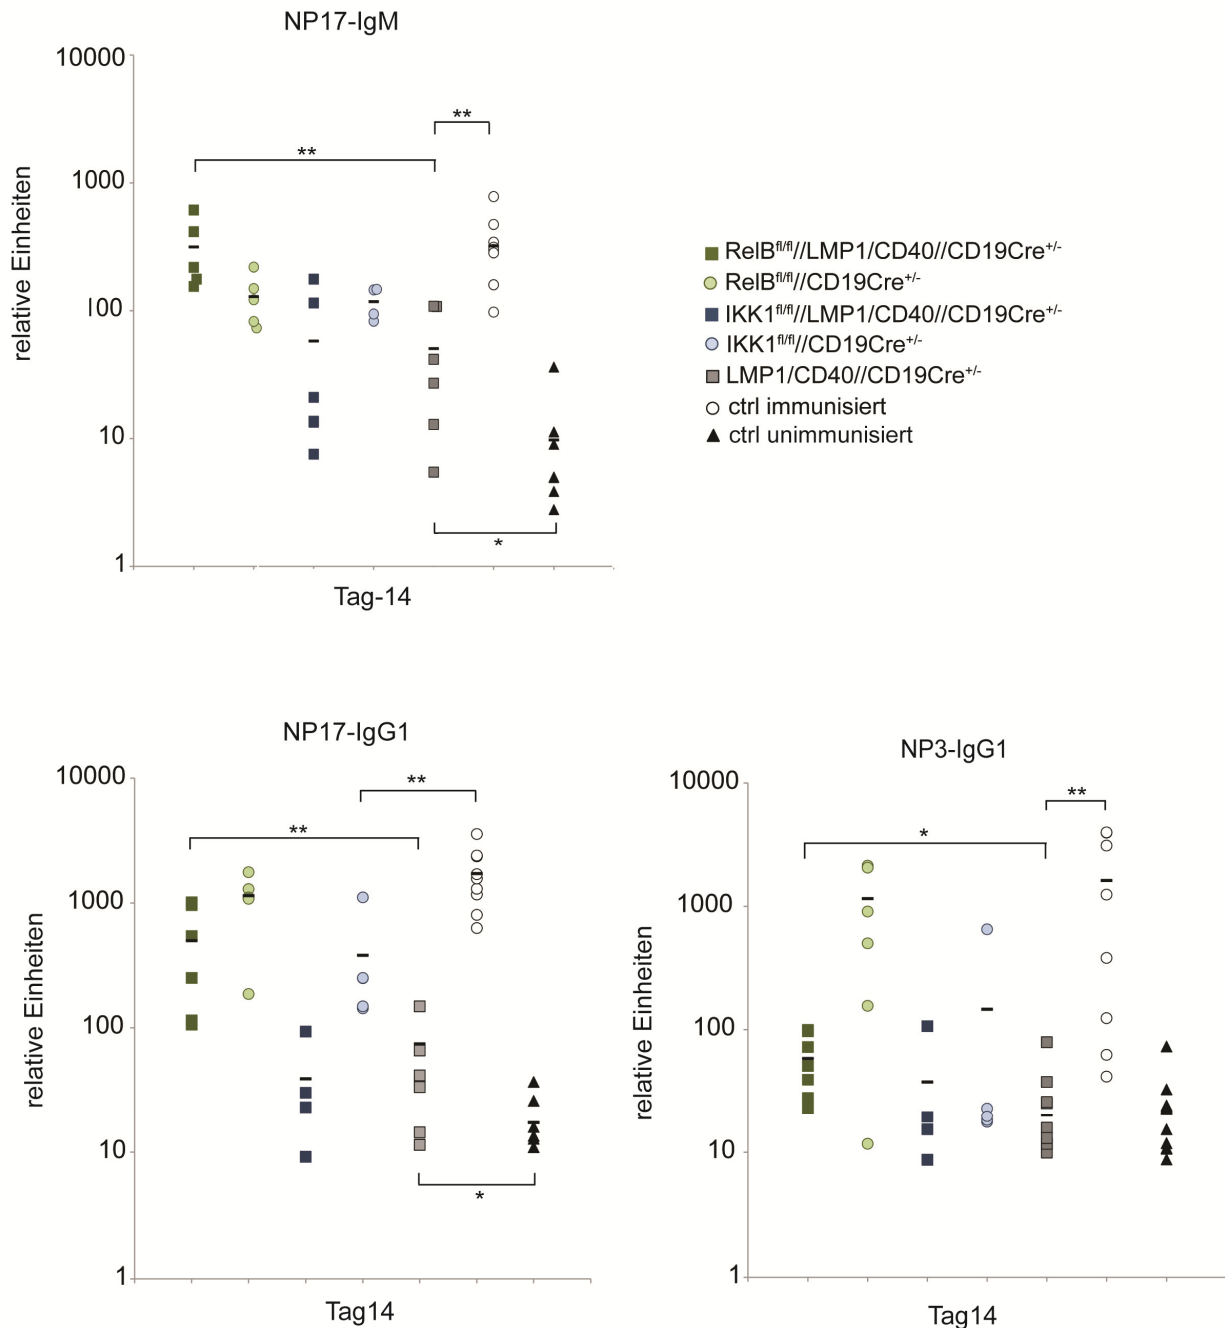 NP17-IgM
10000
1000
100
10
1
relative Einheiten
**
**
*
Tag-14
RelBfl/fl//LMP1/CD40//CD19Cre+/-
RelBfl/fl//CD19Cre+/-
IKK1fl/fl//LMP1/CD40//CD19Cre+/-
IKK1fl/fl//CD19Cre+/-
LMP1/CD40//CD19Cre+/-
ctrl immunisiert
ctrl unimmunisiert
NP17-IgG1
10000
1000
100
10
1
relative Einheiten
**
**
*
Tag14
NP3-IgG1
10000
1000
100
10
1
relative Einheiten
**
*
Tag14